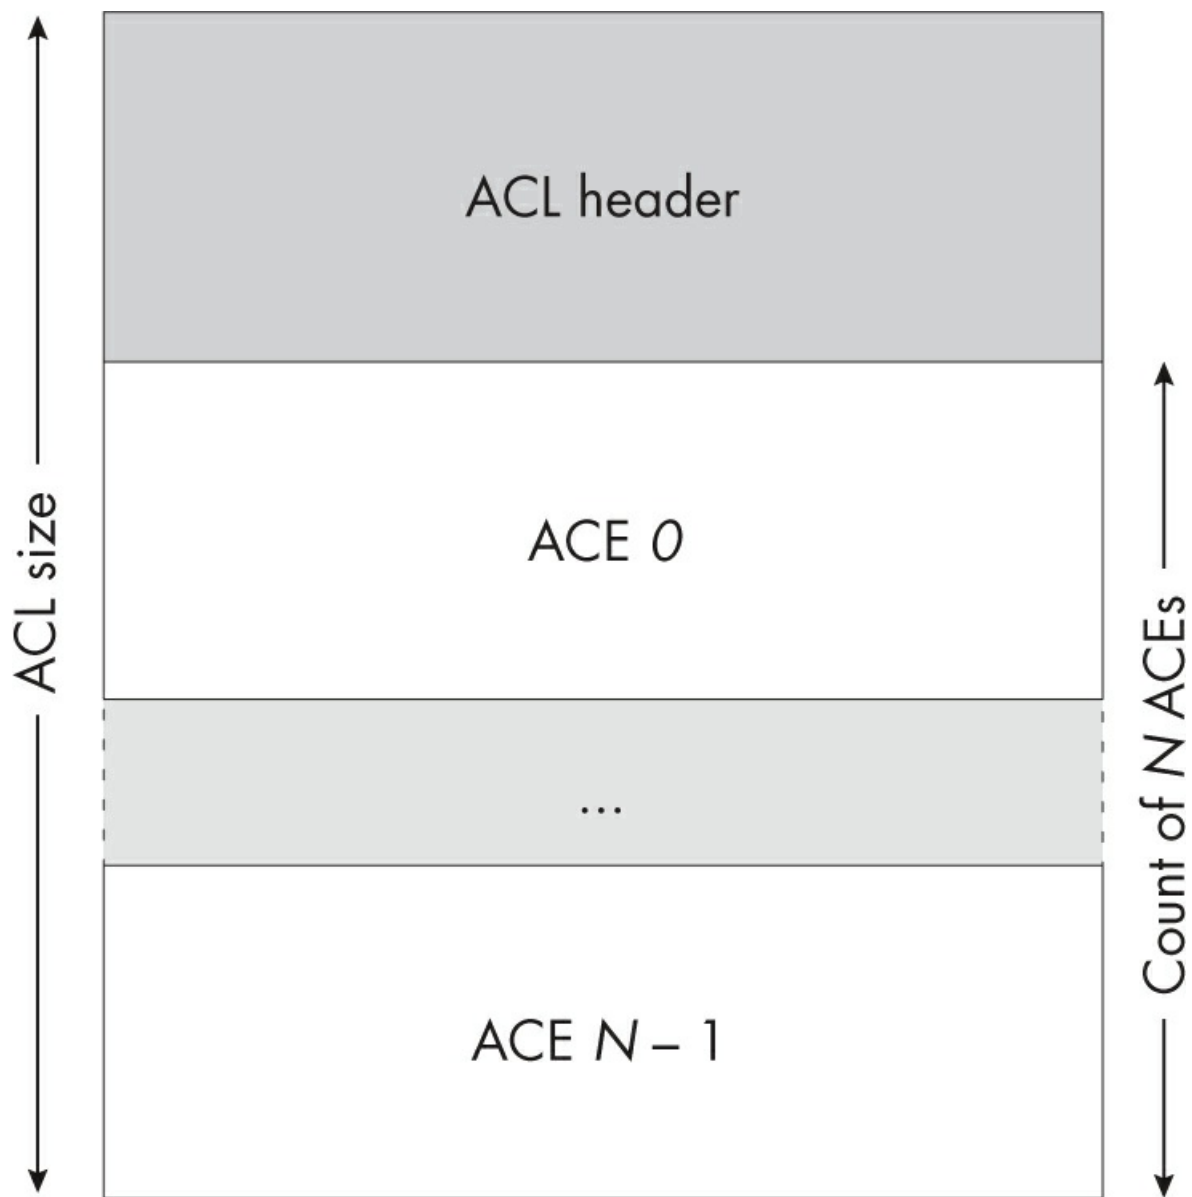 ACL header
ACL size
ACE 0
Count of N ACEs
...
ACE N – 1